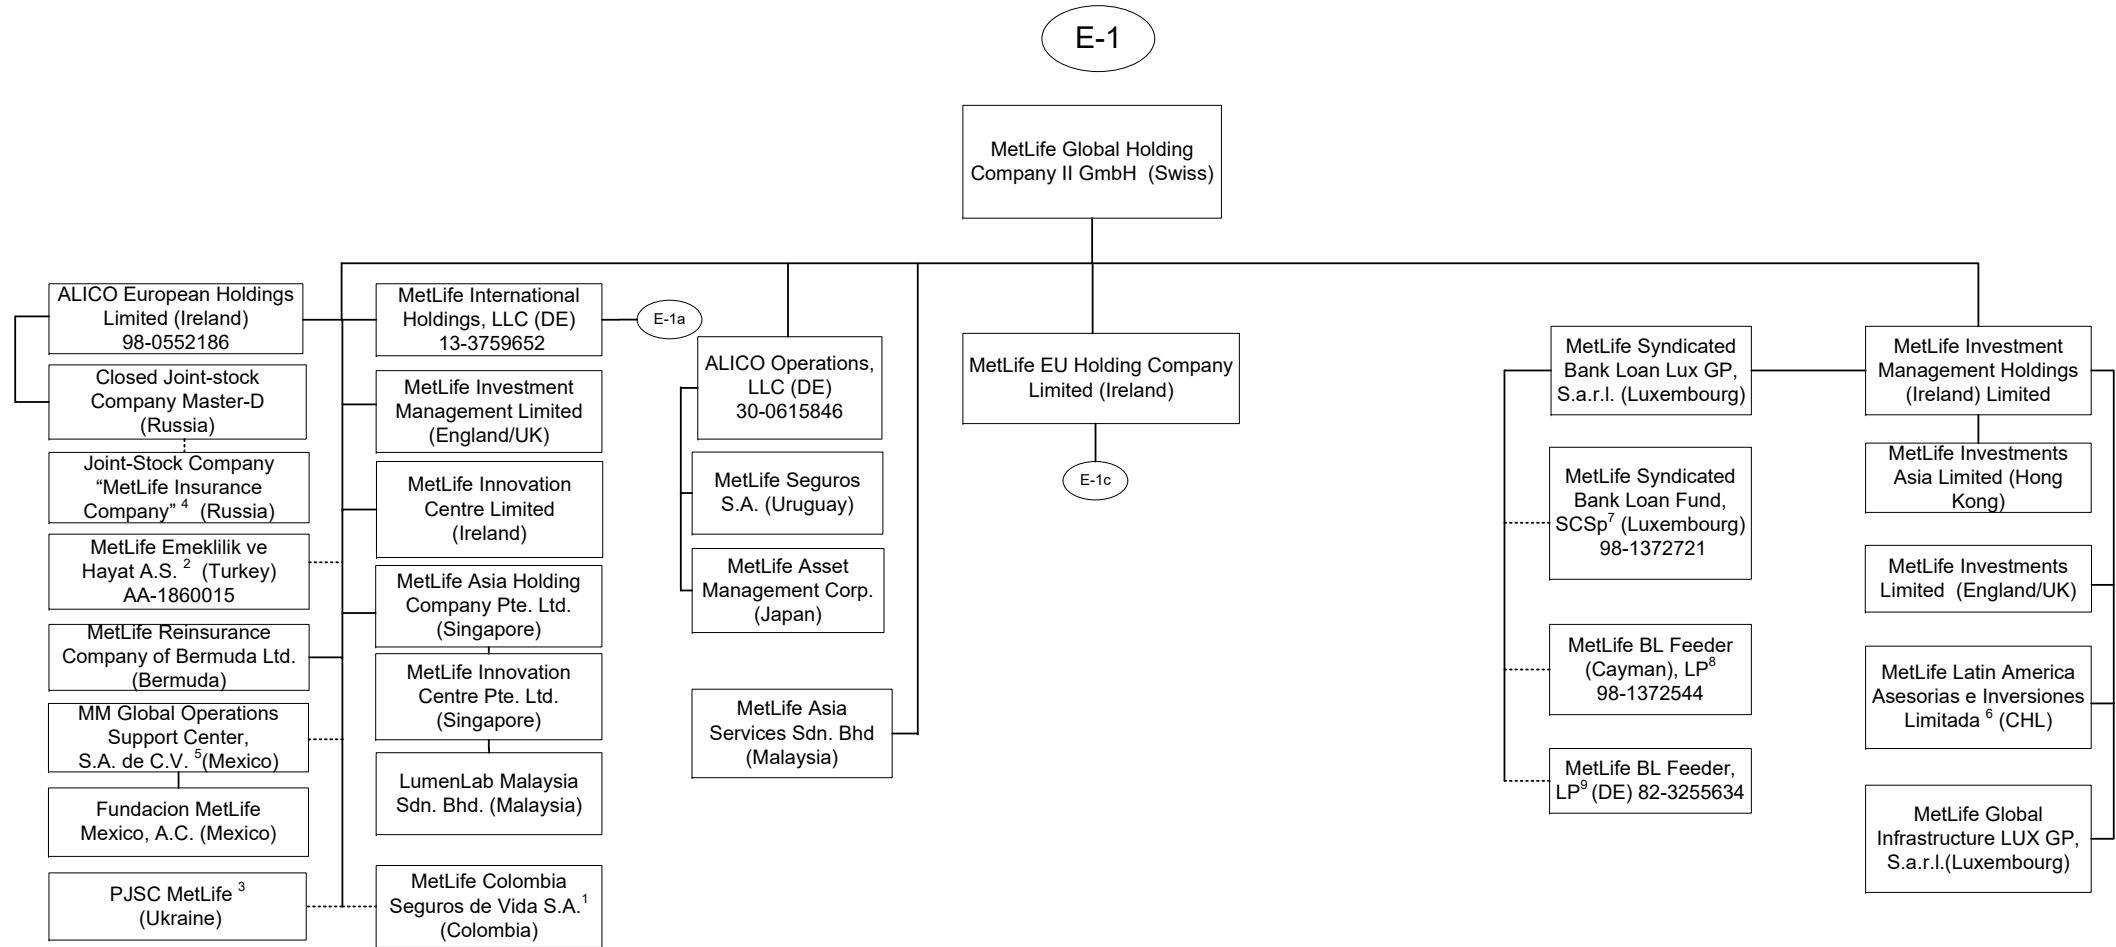 E-1
MetLife Global Holding
Company II GmbH (Swiss)
ALICO European Holdings
Limited (Ireland)
98-0552186
Closed Joint-stock
Company Master-D
(Russia)
Joint-Stock Company
“MetLife Insurance
Company” 4 (Russia)
MetLife Emeklilik ve
Hayat A.S. 2 (Turkey)
AA-1860015
MetLife Reinsurance
Company of Bermuda Ltd.
(Bermuda)
MM Global Operations
Support Center,
S.A. de C.V. 5(Mexico)
Fundacion MetLife
Mexico, A.C. (Mexico)
PJSC MetLife 3
(Ukraine)
MetLife International
Holdings, LLC (DE)
13-3759652
E-1a
MetLife Investment
Management Limited
(England/UK)
MetLife Innovation
Centre Limited
(Ireland)
MetLife Asia Holding
Company Pte. Ltd.
(Singapore)
MetLife Innovation
Centre Pte. Ltd.
(Singapore)
LumenLab Malaysia
Sdn. Bhd. (Malaysia)
MetLife Colombia
Seguros de Vida S.A.1
(Colombia)
ALICO Operations,
LLC (DE)
30-0615846
MetLife Seguros
S.A. (Uruguay)
MetLife Asset
Management Corp.
(Japan)
MetLife Asia
Services Sdn. Bhd
(Malaysia)
MetLife EU Holding Company
Limited (Ireland)
E-1c
MetLife Syndicated
Bank Loan Lux GP,
S.a.r.l. (Luxembourg)
MetLife Syndicated
Bank Loan Fund,
SCSp7 (Luxembourg)
98-1372721
MetLife BL Feeder
(Cayman), LP8
98-1372544
MetLife BL Feeder,
LP9 (DE) 82-3255634
MetLife Investment
Management Holdings
(Ireland) Limited
MetLife Investments
Asia Limited (Hong
Kong)
MetLife Investments
Limited (England/UK)
MetLife Latin America
Asesorias e Inversiones
Limitada 6 (CHL)
MetLife Global
Infrastructure LUX GP,
S.a.r.l.(Luxembourg)